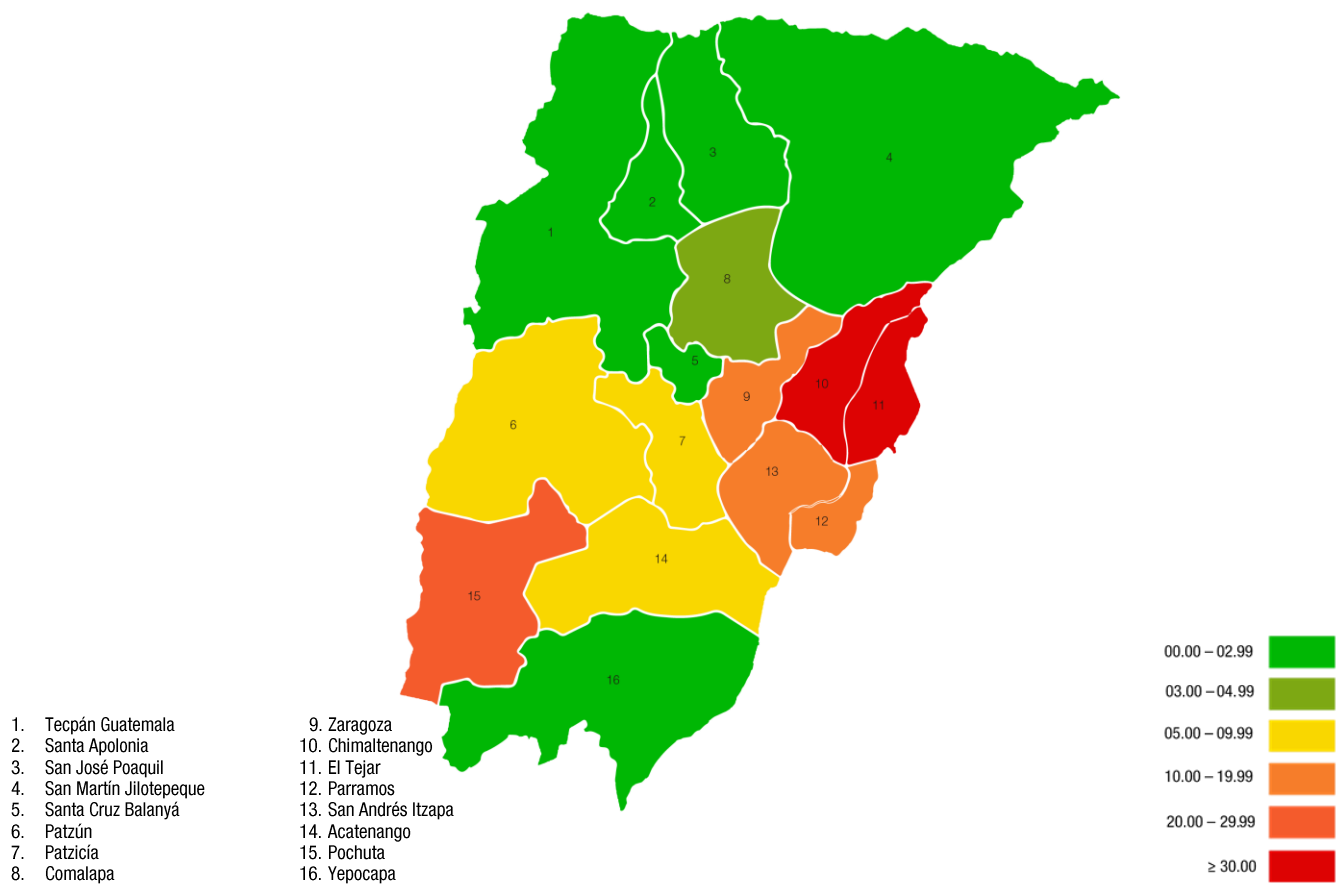 3
4
2
1
8
5
10
9
11
6
7
13
12
14
15
16
00.00 – 02.99
03.00 – 04.99
05.00 – 09.99
10.00 – 19.99
20.00 – 29.99
≥ 30.00
1. Tecpán Guatemala
2. Santa Apolonia
3. San José Poaquil
4. San Martín Jilotepeque
5. Santa Cruz Balanyá
6. Patzún
7. Patzicía
8. Comalapa
9. Zaragoza
10. Chimaltenango
11. El Tejar
12. Parramos
13. San Andrés Itzapa
14. Acatenango
15. Pochuta
16. Yepocapa